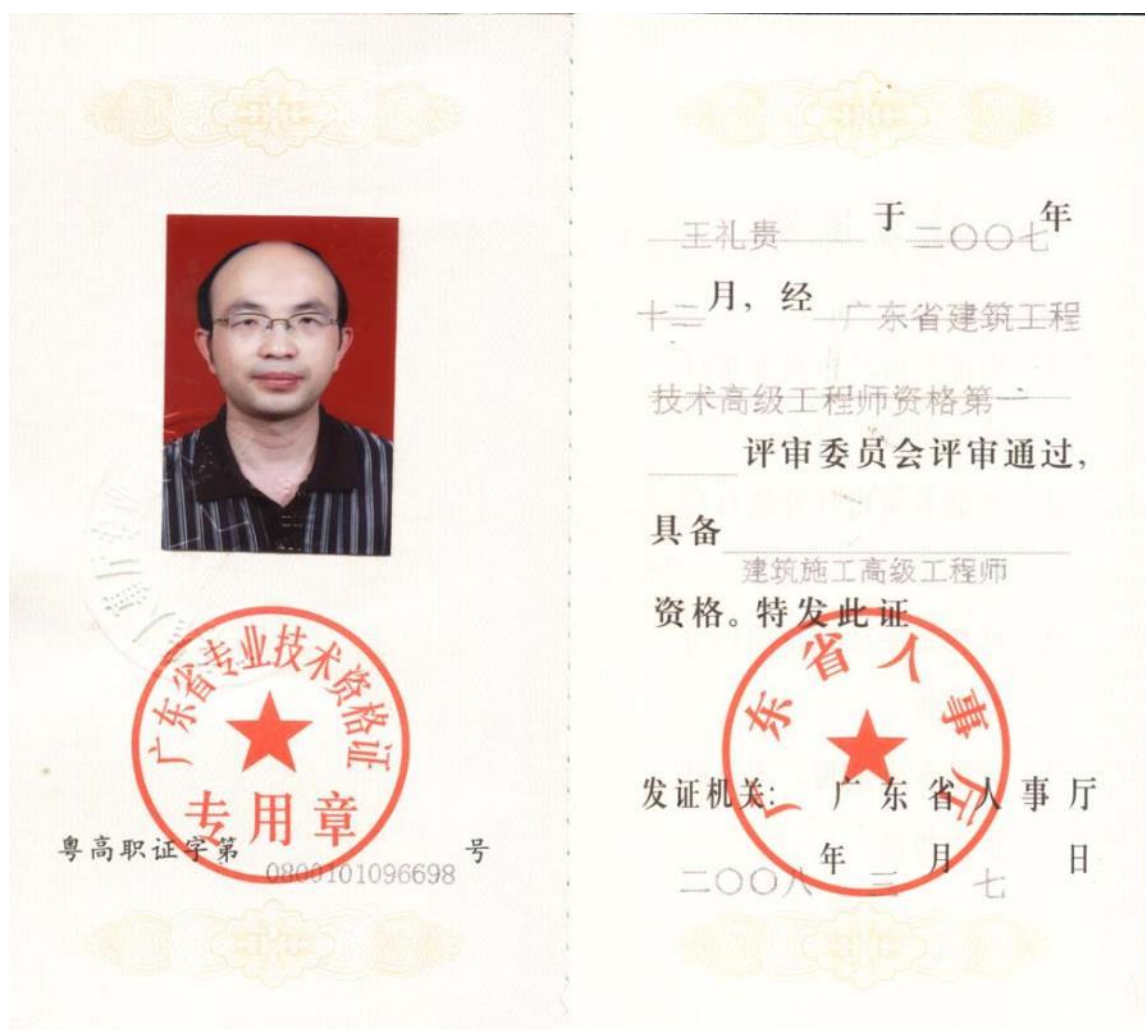 广东省专业技术资格证
专用章
粤高职证字第 0800101096698 号
王礼贵 于 二〇〇七 年
十二 月，经 广东省建筑工程
技术高级工程师资格第一
评审委员会评审通过，
具备 建筑施工高级工程师
资格。特发此证
广东省人事厅
发证机关：广东省人事厅
二〇〇八 年 三 月 七 日